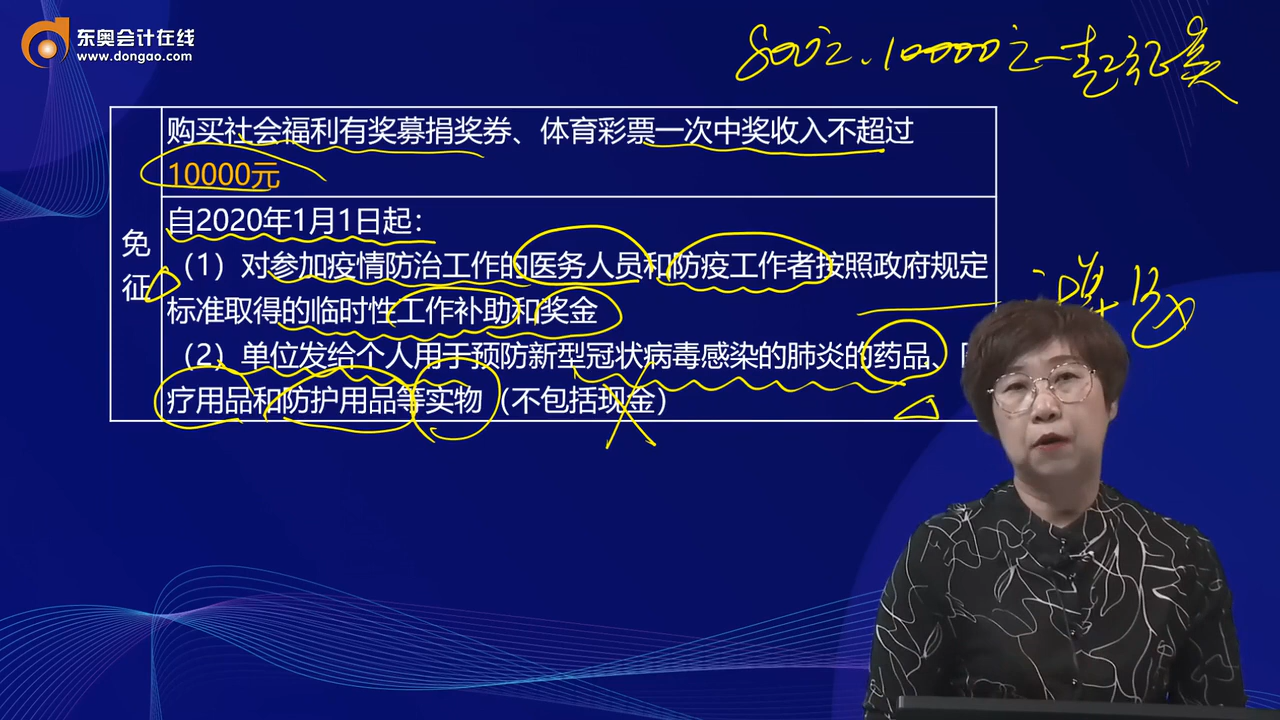 东奥会计在线
www.dongao.com
800元、10000元一起记
购买社会福利有奖募捐奖券、体育彩票一次中奖收入不超过
10000元
免征
自2020年1月1日起：
（1）对参加疫情防治工作的医务人员和防疫工作者按照政府规定
标准取得的临时性工作补助和奖金
（2）单位发给个人用于预防新型冠状病毒感染的肺炎的药品、
疗用品和防护用品等实物（不包括现金）